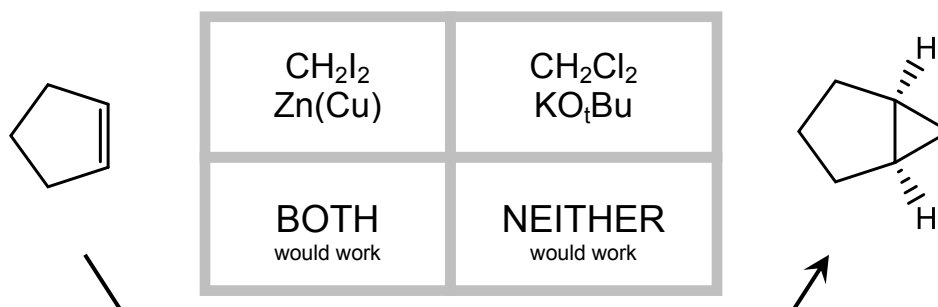 CH₂I₂
Zn(Cu)
CH₂Cl₂
KOₜBu
BOTH
would work
NEITHER
would work
H
H